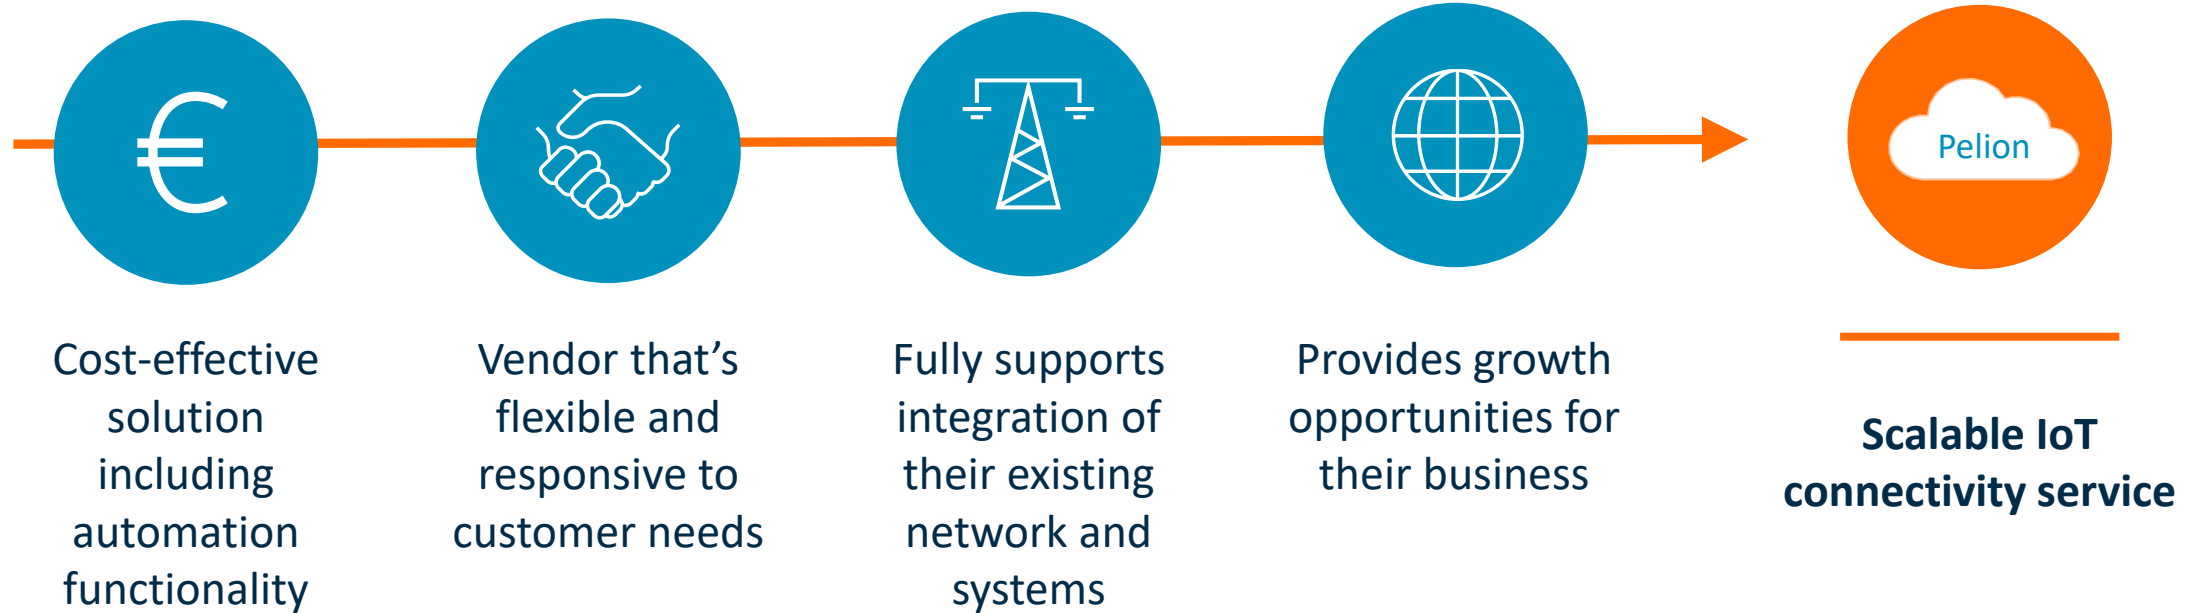 Cost-effective
solution
including
automation
functionality
Vendor that’s
flexible and
responsive to
customer needs
Fully supports
integration of
their existing
network and
systems
Provides growth
opportunities for
their business
Pelion
Scalable IoT
connectivity service